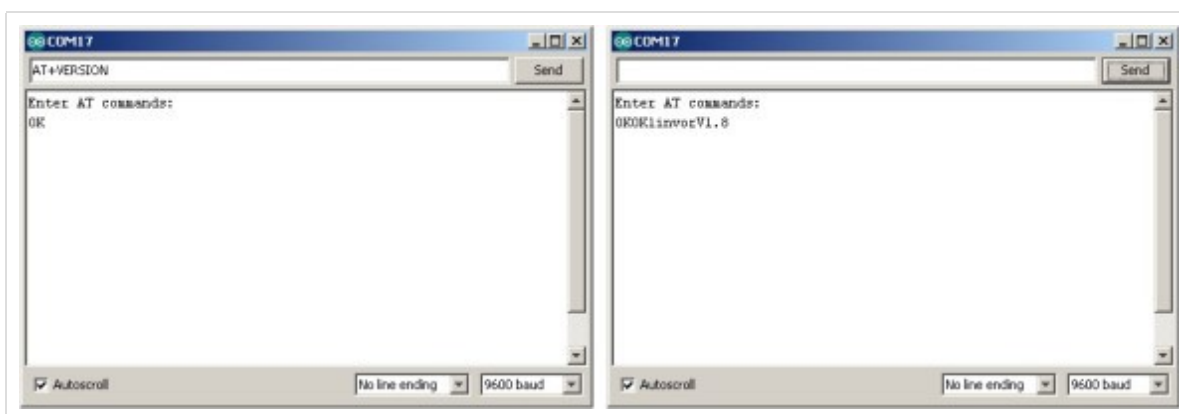 COM17
AT+VERSION
Send
Enter AT commands:
OK
Autoscroll
No line ending
9600 baud
COM17
Send
Enter AT commands:
OKOKlinvorV1.8
Autoscroll
No line ending
9600 baud